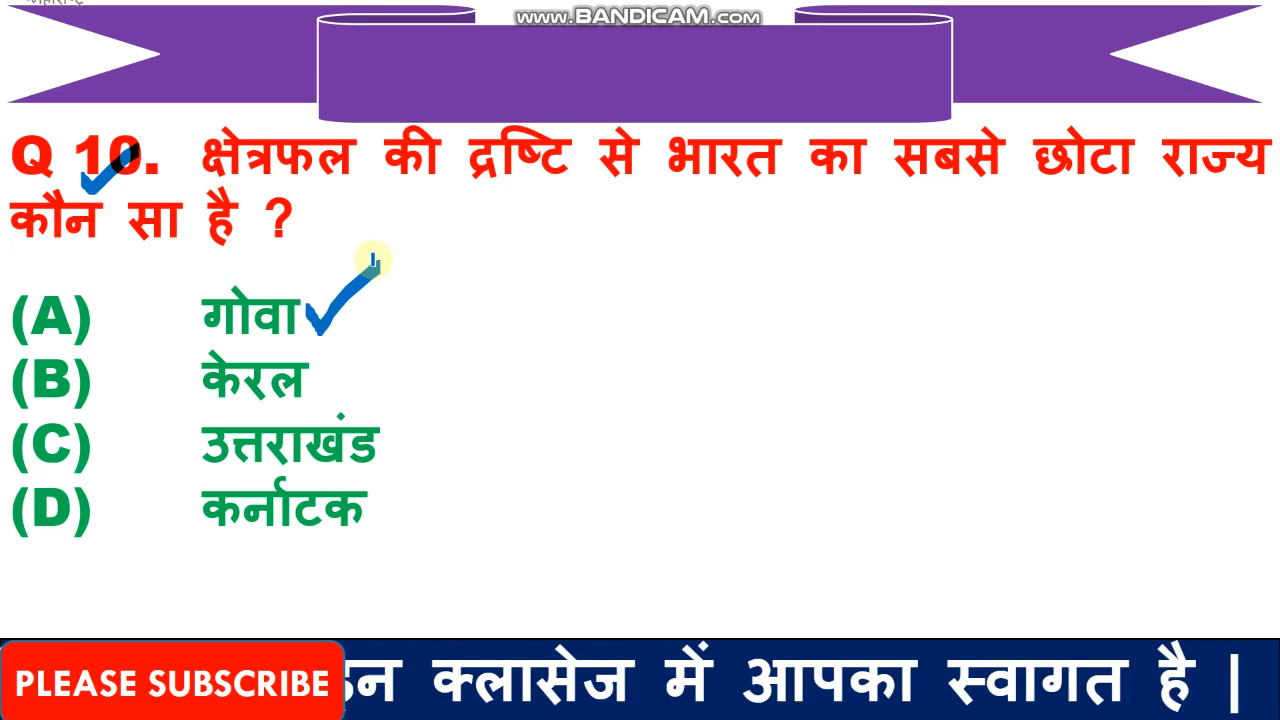 www.BANDICAM.com
Q 10. क्षेत्रफल की द्रष्टि से भारत का सबसे छोटा राज्य
कौन सा है ?
(A) गोवा
(B) केरल
(C) उत्तराखंड
(D) कर्नाटक
PLEASE SUBSCRIBE क्लासेज में आपका स्वागत है |